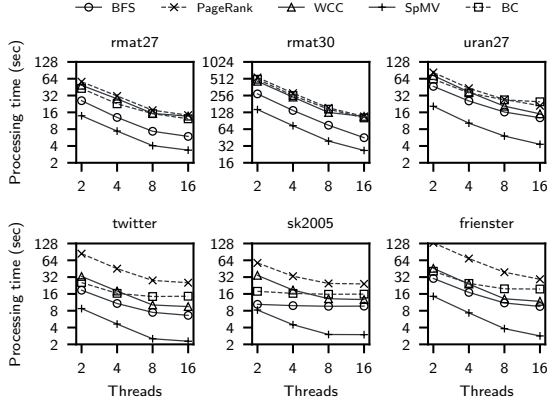 BFS PageRank WCC SpMV BC
rmat27 rmat30 uran27
Processing time (sec)
128 64 32 16 8 4 2
2 4 8 16
1024 512 256 128 64 32 16
2 4 8 16
128 64 32 16 8 4 2
2 4 8 16
twitter sk2005 frienster
Processing time (sec)
128 64 32 16 8 4 2
2 4 8 16
Threads
128 64 32 16 8 4 2
2 4 8 16
Threads
128 64 32 16 8 4 2
2 4 8 16
Threads